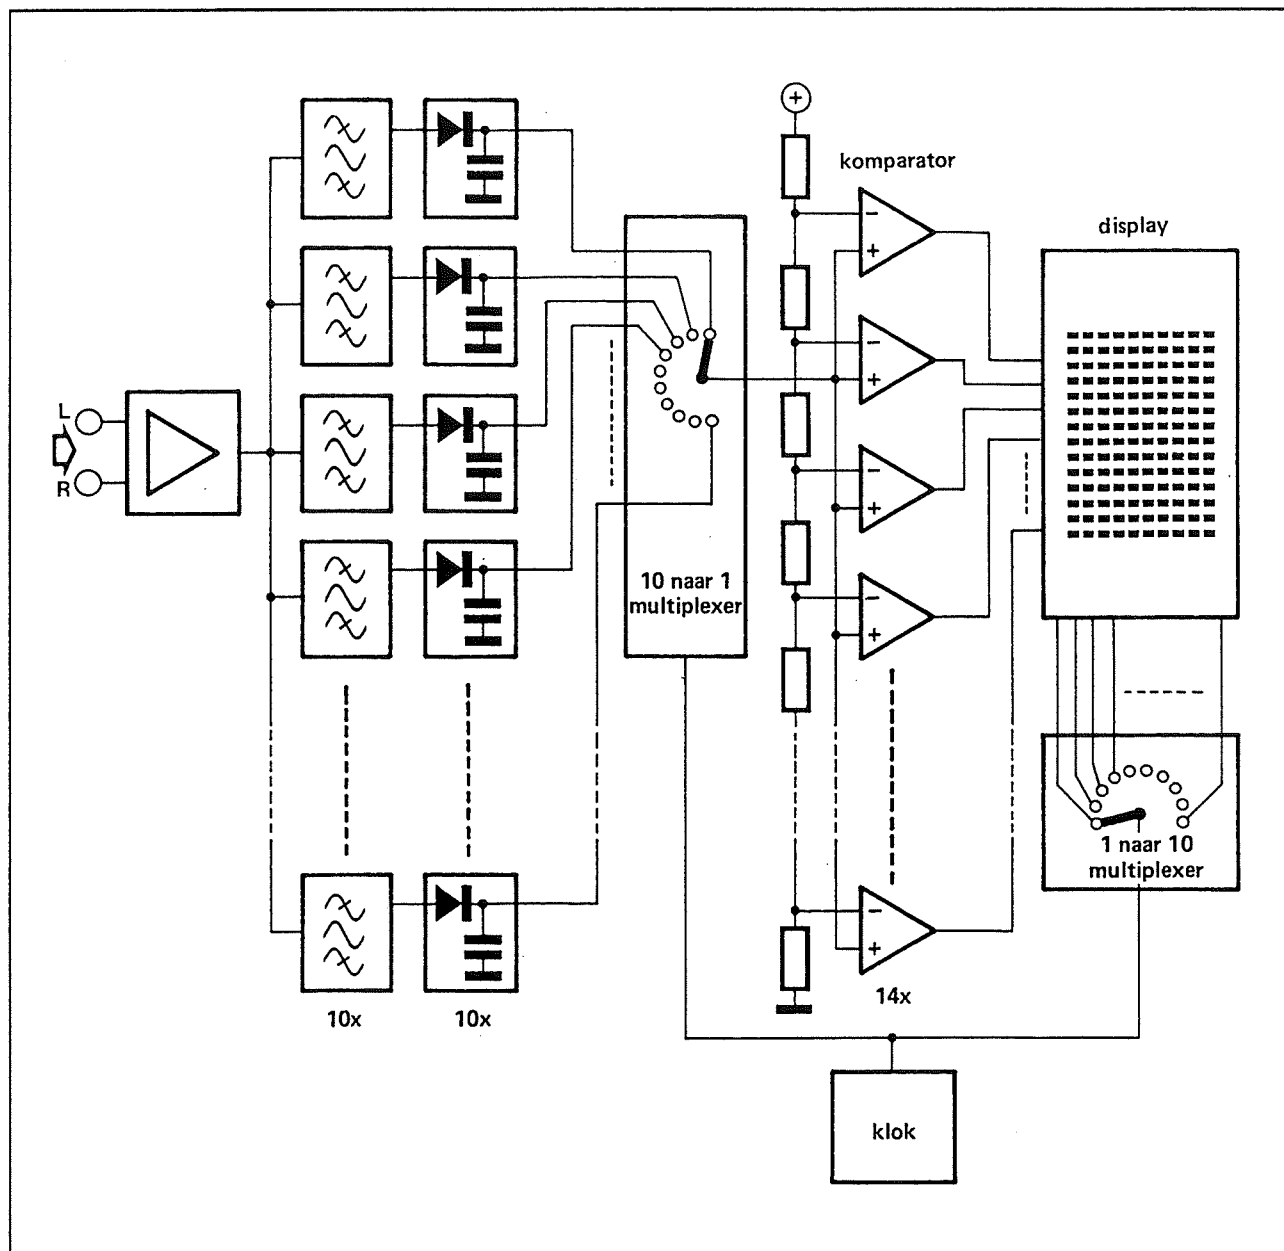 L
R
10x
10x
10 naar 1
multiplexer
+
komparator
-
+
-
+
-
+
-
+
-
+
14x
display
1 naar 10
multiplexer
klok